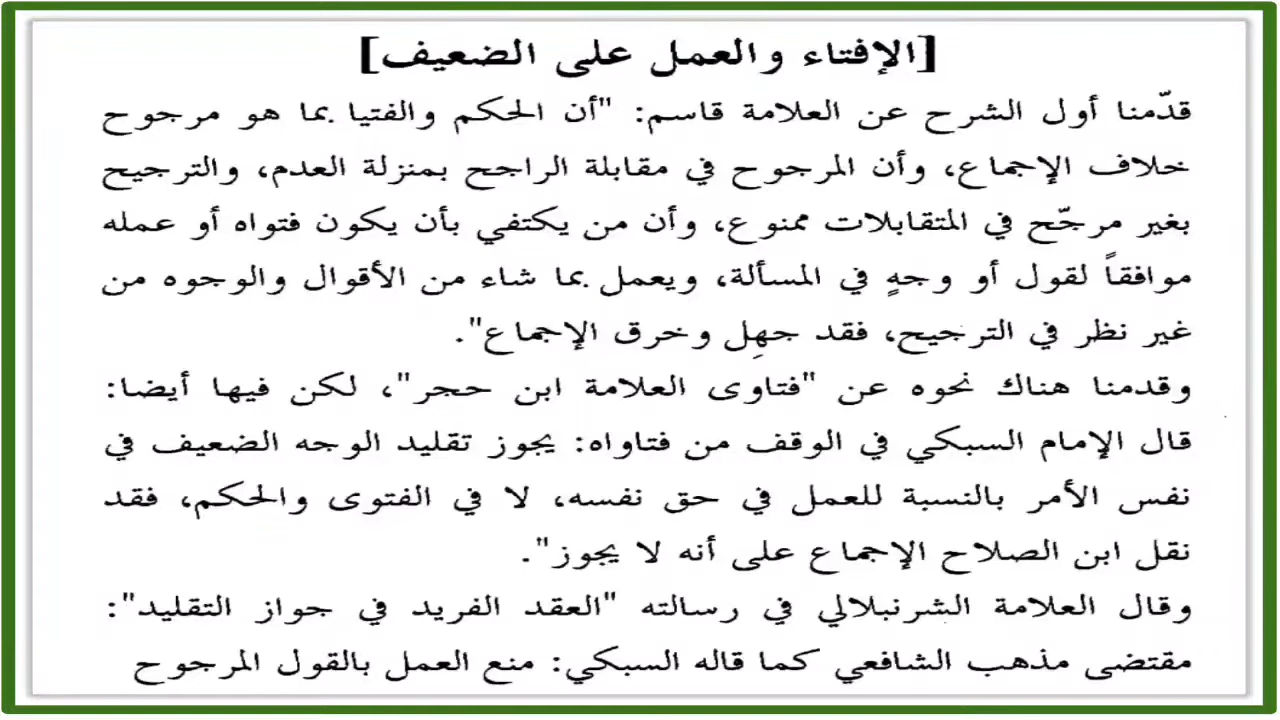 [الإفتاء والعمل على الضعيف]
قدّمنا أول الشرح عن العلامة قاسم: "أن الحكم والفتيا بما هو مرجوح
خلاف الإجماع، وأن المرجوح في مقابلة الراجح بمنزلة العدم، والترجيح
بغير مرجّح في المتقابلات ممنوع، وأن من يكتفي بأن يكون فتواه أو عمله
موافقاً لقول أو وجهٍ في المسألة، ويعمل بما شاء من الأقوال والوجوه من
غير نظر في الترجيح، فقد جهِل وخرق الإجماع".
وقدمنا هناك نحوه عن "فتاوى العلامة ابن حجر"، لكن فيها أيضا:
قال الإمام السبكي في الوقف من فتاواه: يجوز تقليد الوجه الضعيف في
نفس الأمر بالنسبة للعمل في حق نفسه، لا في الفتوى والحكم، فقد
نقل ابن الصلاح الإجماع على أنه لا يجوز".
وقال العلامة الشرنبلالي في رسالته "العقد الفريد في جواز التقليد":
مقتضى مذهب الشافعي كما قاله السبكي: منع العمل بالقول المرجوح